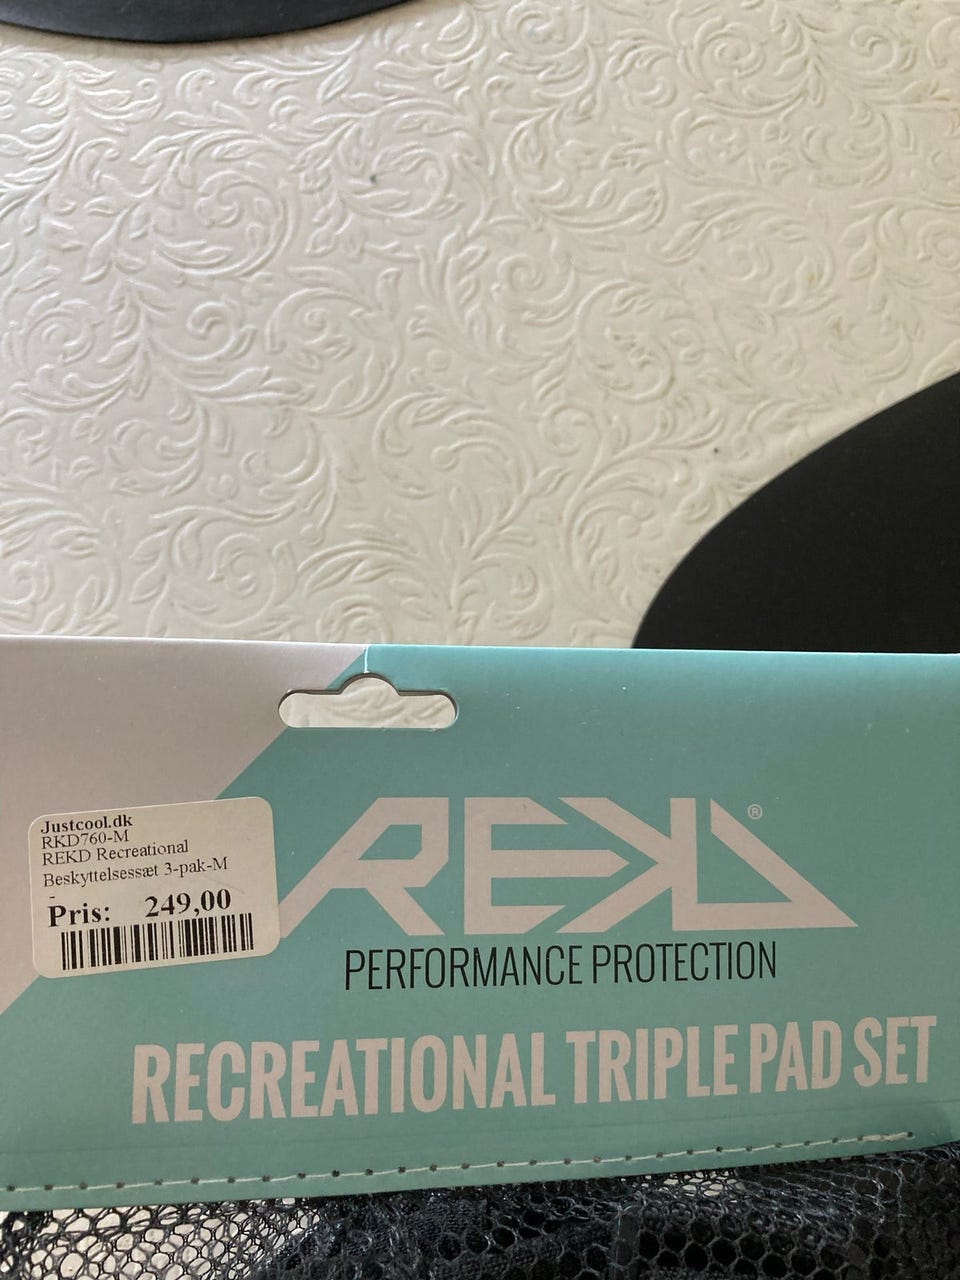 Justcool.dk
RKD760-M
REKD Recreational
Beskyttelsessæt 3-pak-M
-
Pris: 249,00
REKD®
PERFORMANCE PROTECTION
RECREATIONAL TRIPLE PAD SET